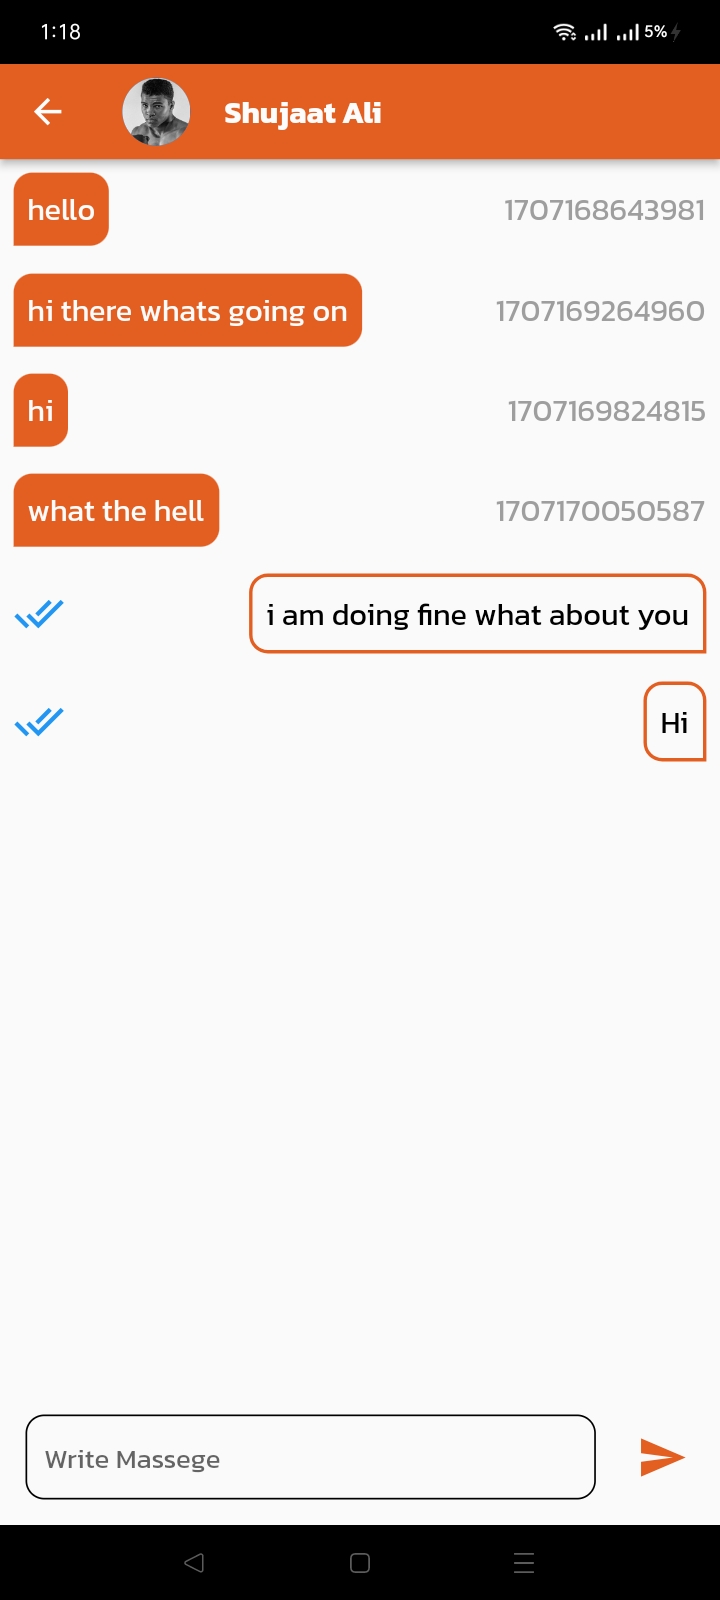 1:18 5%
Shujaat Ali
hello 1707168643981
hi there whats going on 1707169264960
hi 1707169824815
what the hell 1707170050587
i am doing fine what about you
Hi
Write Massege